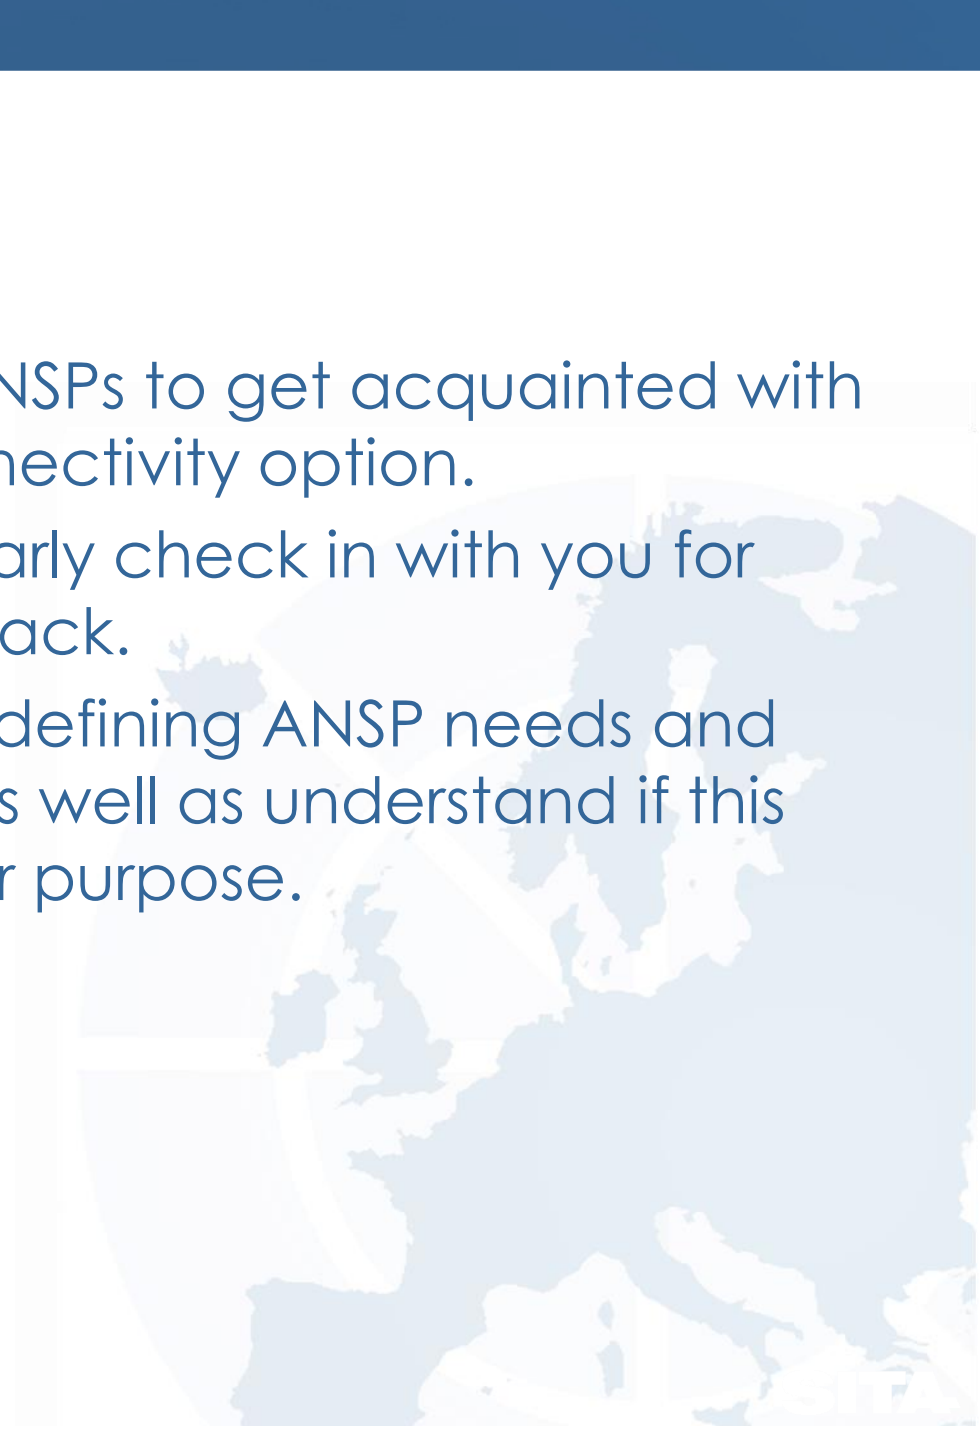 NSPs to get acquainted with
nectivity option.
arly check in with you for
ack.
defining ANSP needs and
s well as understand if this
r purpose.
SITA